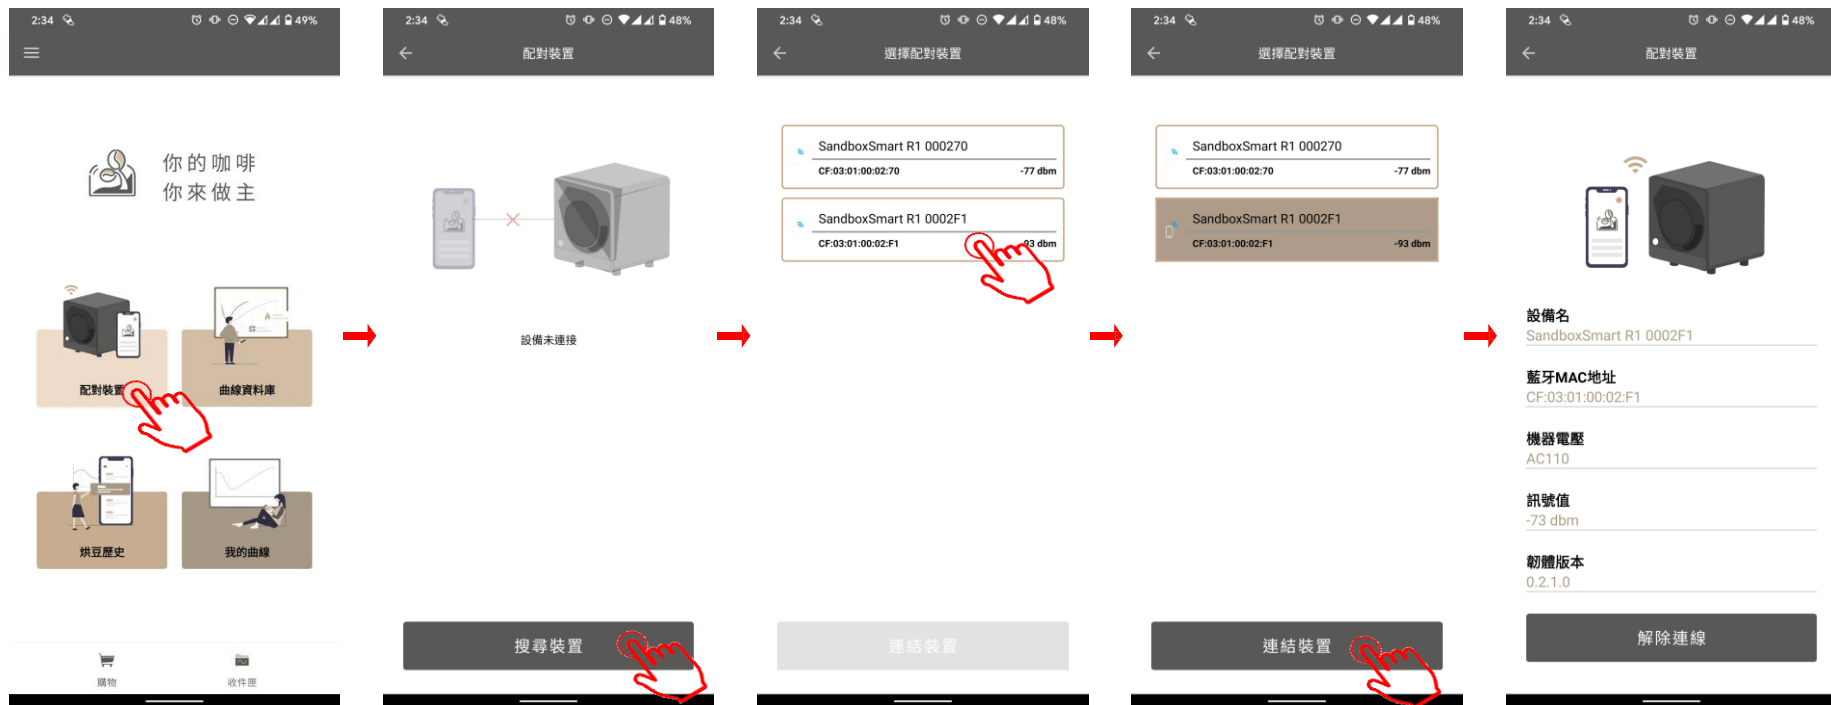 2:34
49%
你的咖啡
你來做主
配對裝置
曲線資料庫
烘豆歷史
我的曲線
購物
收件匣
2:34
48%
配對裝置
設備未連接
搜尋裝置
2:34
48%
選擇配對裝置
SandboxSmart R1 000270
CF:03:01:00:02:70
-77 dbm
SandboxSmart R1 0002F1
CF:03:01:00:02:F1
-93 dbm
連結裝置
2:34
48%
選擇配對裝置
SandboxSmart R1 000270
CF:03:01:00:02:70
-77 dbm
SandboxSmart R1 0002F1
CF:03:01:00:02:F1
-93 dbm
連結裝置
2:34
48%
配對裝置
設備名
SandboxSmart R1 0002F1
藍牙MAC地址
CF:03:01:00:02:F1
機器電壓
AC110
訊號值
-73 dbm
韌體版本
0.2.1.0
解除連線